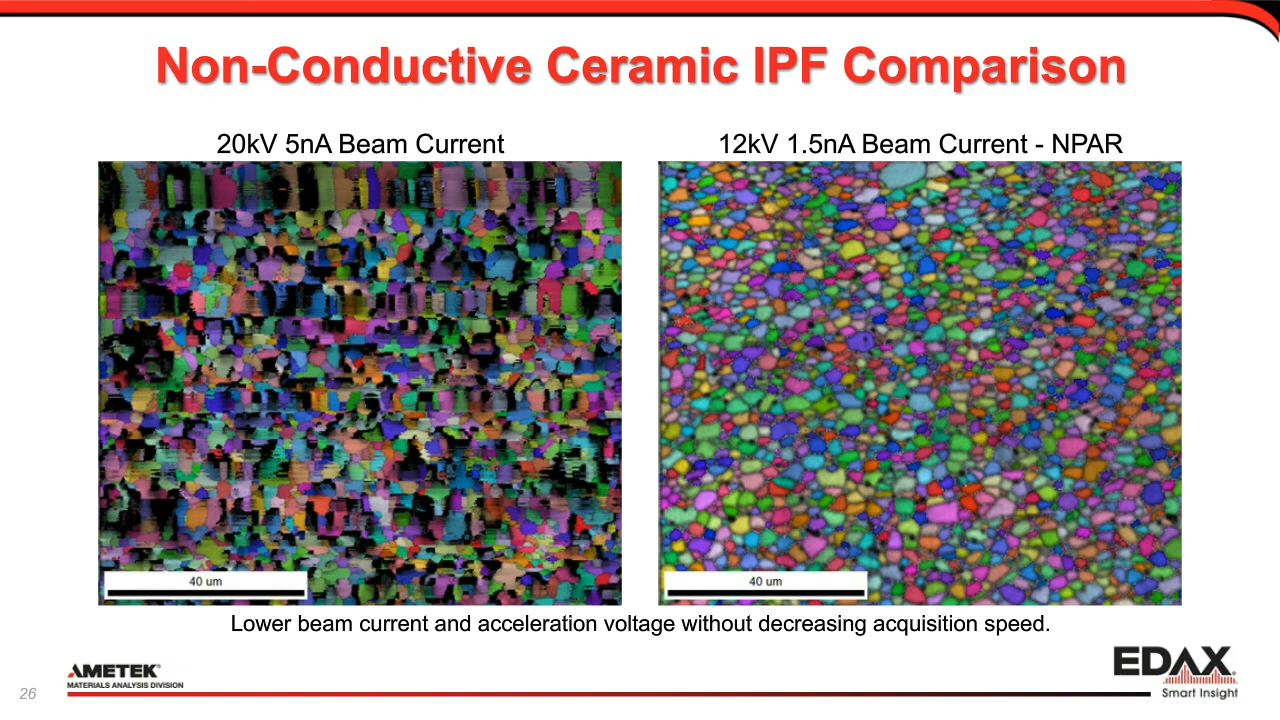 Non-Conductive Ceramic IPF Comparison
20kV 5nA Beam Current
12kV 1.5nA Beam Current - NPAR
40 um
40 um
Lower beam current and acceleration voltage without decreasing acquisition speed.
26
AMETEK®
MATERIALS ANALYSIS DIVISION
EDAX
Smart Insight